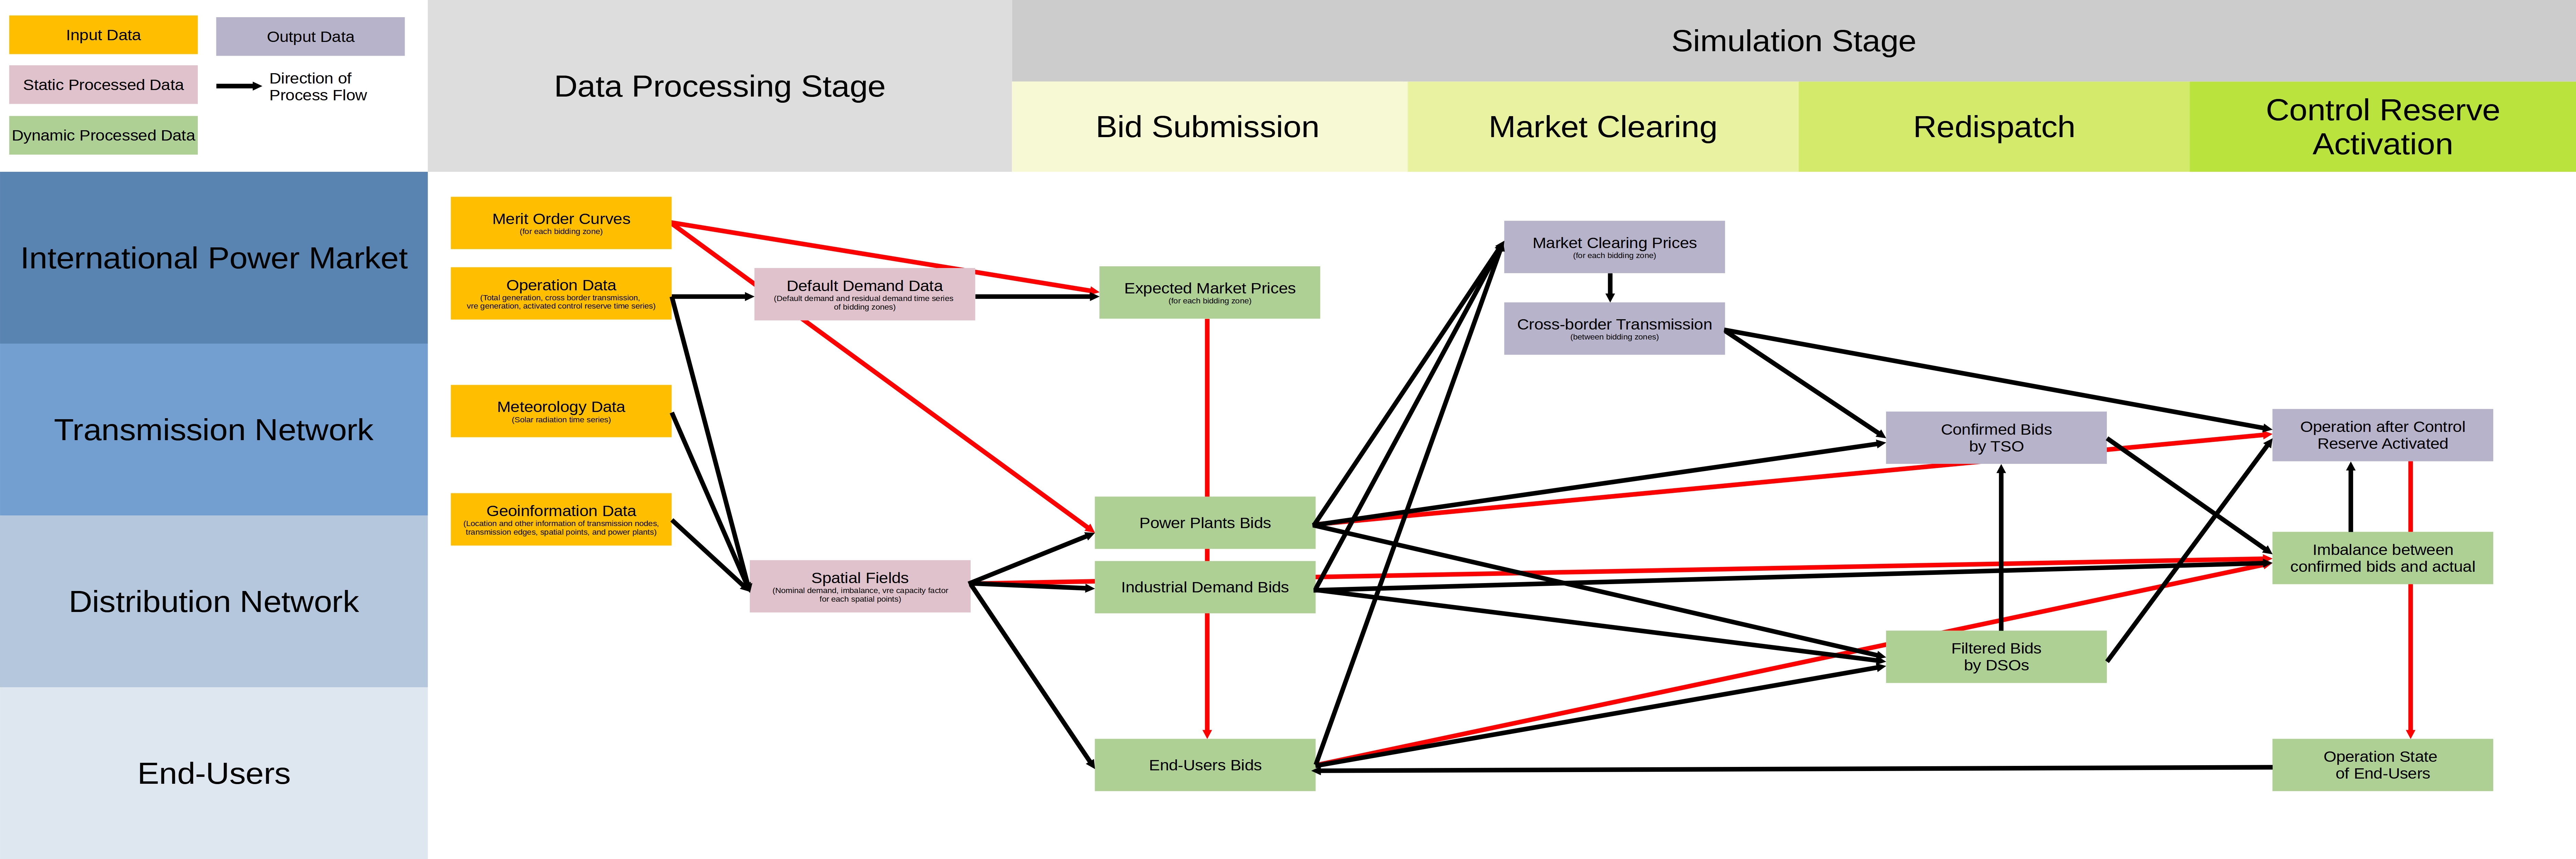 Input Data
Output Data
Static Processed Data
Direction of
Process Flow
Dynamic Processed Data
Data Processing Stage
Simulation Stage
Bid Submission
Market Clearing
Redispatch
Control Reserve
Activation
International Power Market
Transmission Network
Distribution Network
End-Users
Merit Order Curves
(for each bidding zone)
Operation Data
(Total generation, cross border transmission,
vre generation, activated control reserve time series)
Meteorology Data
(Solar radiation time series)
Geoinformation Data
(Location and other information of transmission nodes,
transmission edges, spatial points, and power plants)
Default Demand Data
(Default demand and residual demand time series
of bidding zones)
Spatial Fields
(Nominal demand, imbalance, vre capacity factor
for each spatial points)
Expected Market Prices
(for each bidding zone)
Power Plants Bids
Industrial Demand Bids
End-Users Bids
Market Clearing Prices
(for each bidding zone)
Cross-border Transmission
(between bidding zones)
Confirmed Bids
by TSO
Filtered Bids
by DSOs
Operation after Control
Reserve Activated
Imbalance between
confirmed bids and actual
Operation State
of End-Users